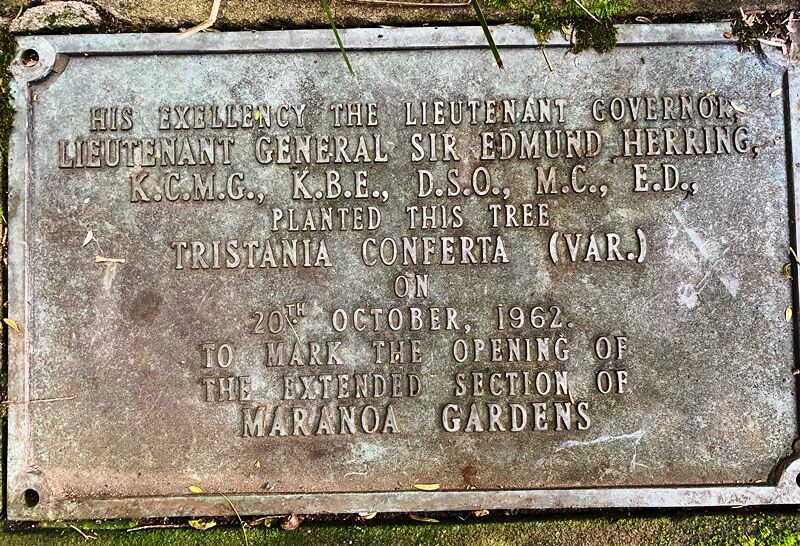 HIS EXELLENCY THE LIEUTENANT GOVERNOR,
LIEUTENANT GENERAL SIR EDMUND HERRING,
K.C.M.G., K.B.E., D.S.O., M.C., E.D.,
PLANTED THIS TREE
TRISTANIA CONFERTA (VAR.)
ON
20TH OCTOBER, 1962.
TO MARK THE OPENING OF
THE EXTENDED SECTION OF
MARANOA GARDENS